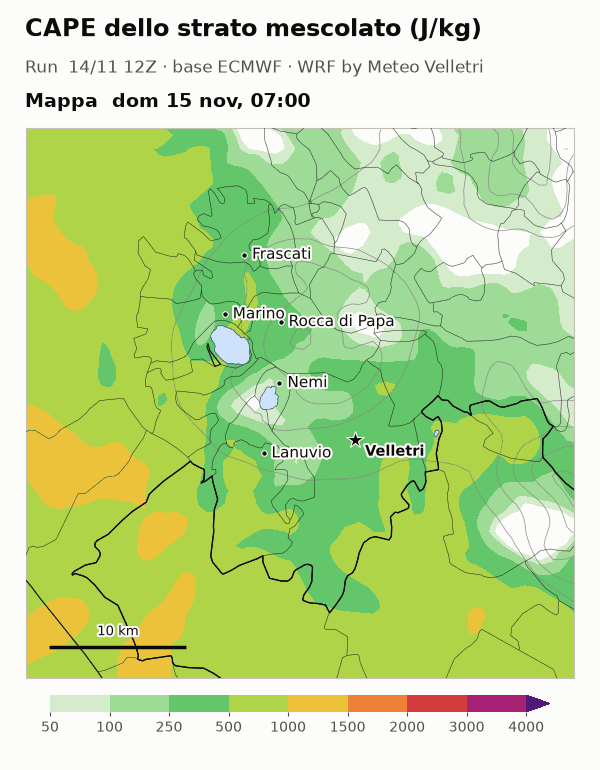 CAPE dello strato mescolato (J/kg)
Run  14/11 12Z · base ECMWF · WRF by Meteo Velletri
Mappa  dom 15 nov, 07:00
Frascati
Marino
Rocca di Papa
Nemi
Velletri
Lanuvio
10 km
50 100 250 500 1000 1500 2000 3000 4000